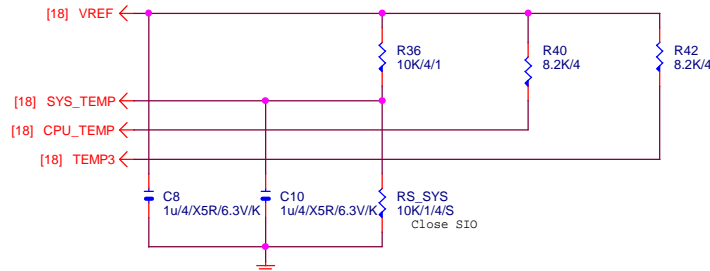 [18] VREF
R36
10K/4/1
R40
8.2K/4
R42
8.2K/4
[18] SYS_TEMP
[18] CPU_TEMP
[18] TEMP3
C8
1u/4/X5R/6.3V/K
C10
1u/4/X5R/6.3V/K
RS_SYS
10K/1/4/S
Close SIO